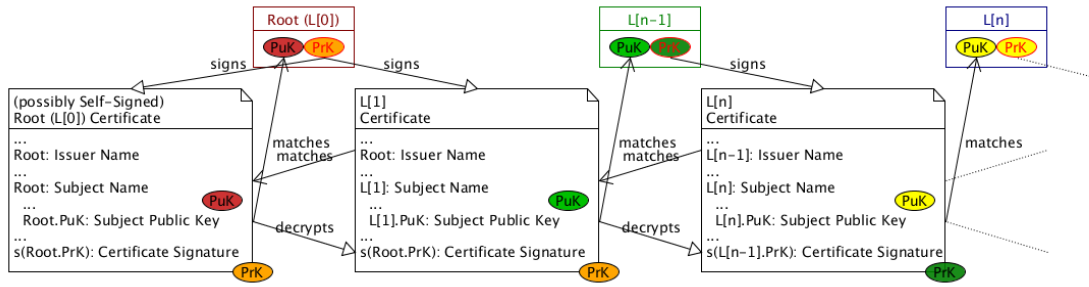 Root (L[0])
L[n-1]
L[n]
PuK PrK
PuK PrK
PuK PrK
signs
signs
signs
(possibly Self-Signed)
Root (L[0]) Certificate
...
Root: Issuer Name
...
Root: Subject Name
...
PuK
Root.PuK: Subject Public Key
...
s(Root.PrK): Certificate Signature
PrK
matches
matches
decrypts
L[1]
Certificate
...
Root: Issuer Name
...
L[1]: Subject Name
...
PuK
L[1].PuK: Subject Public Key
...
s(Root.PrK): Certificate Signature
PrK
matches
matches
decrypts
L[n]
Certificate
...
L[n-1]: Issuer Name
...
L[n]: Subject Name
...
PuK
L[n].PuK: Subject Public Key
...
s(L[n-1].PrK): Certificate Signature
PrK
matches